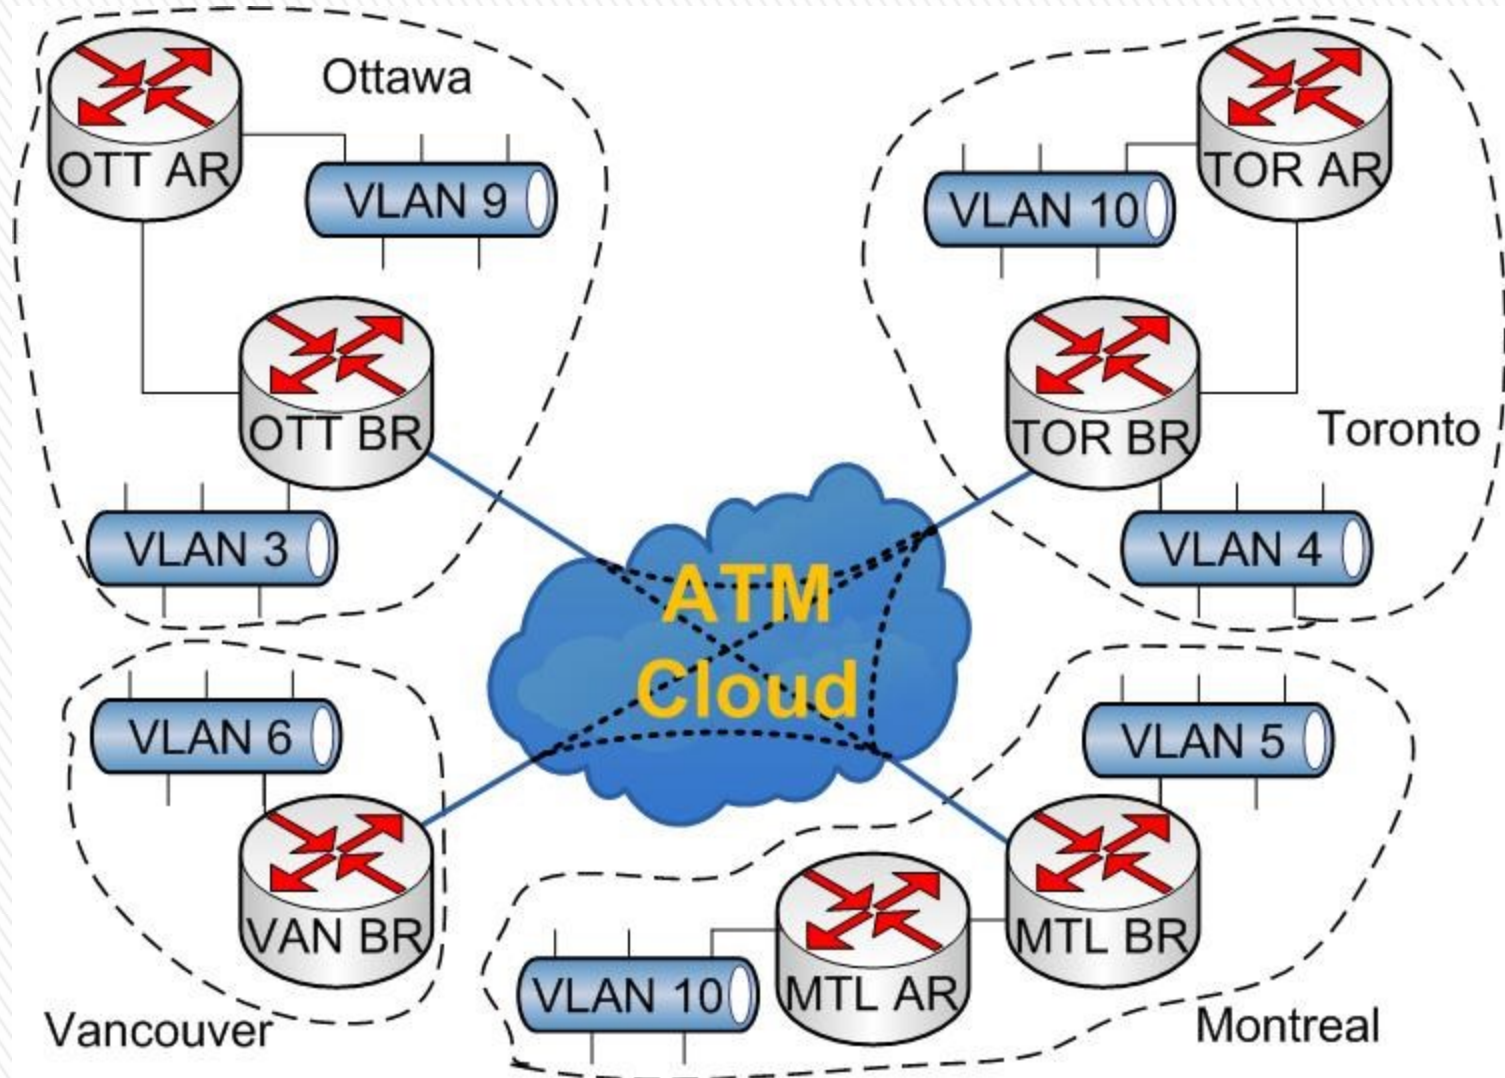 OTT AR
Ottawa
VLAN 9
OTT BR
VLAN 3
TOR AR
VLAN 10
TOR BR
Toronto
VLAN 4
ATM
Cloud
VLAN 6
VAN BR
Vancouver
VLAN 5
MTL BR
MTL AR
VLAN 10
Montreal